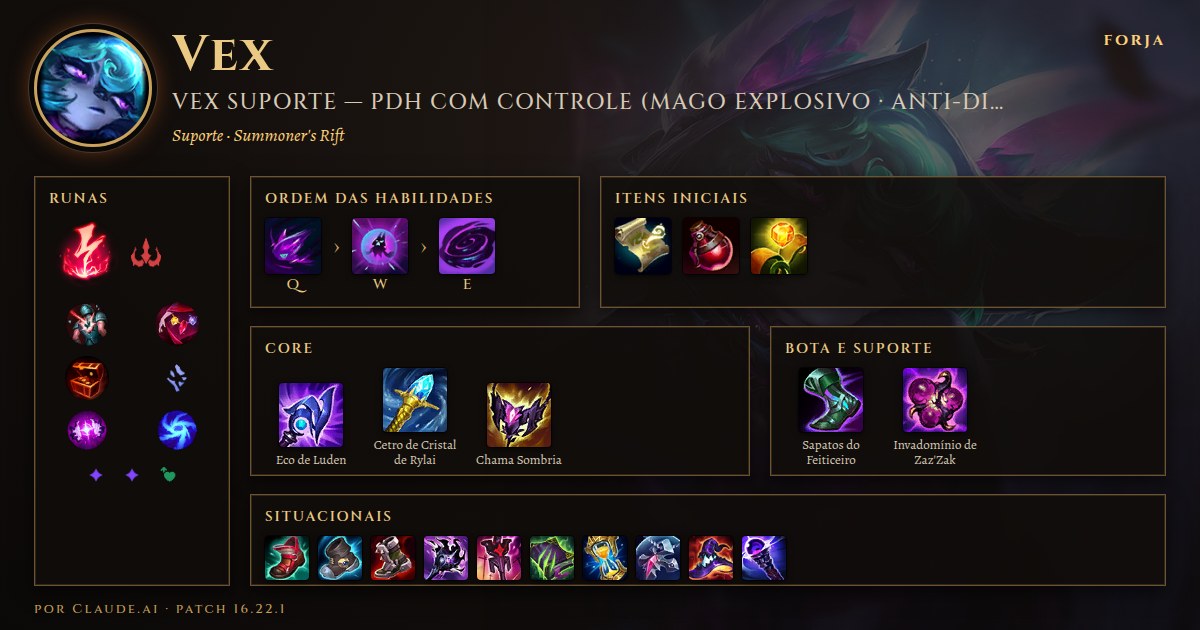 Vex
FORJA
VEX SUPORTE — PDH COM CONTROLE (MAGO EXPLOSIVO · ANTI-DI...
Suporte · Summoner's Rift
RUNAS
ORDEM DAS HABILIDADES
Q › W › E
ITENS INICIAIS
CORE
Eco de Luden
Cetro de Cristal
de Rylai
Chama Sombria
BOTA E SUPORTE
Sapatos do
Feiticeiro
Invadomínio de
Zaz'Zak
SITUACIONAIS
POR CLAUDE.AI · PATCH 16.22.1